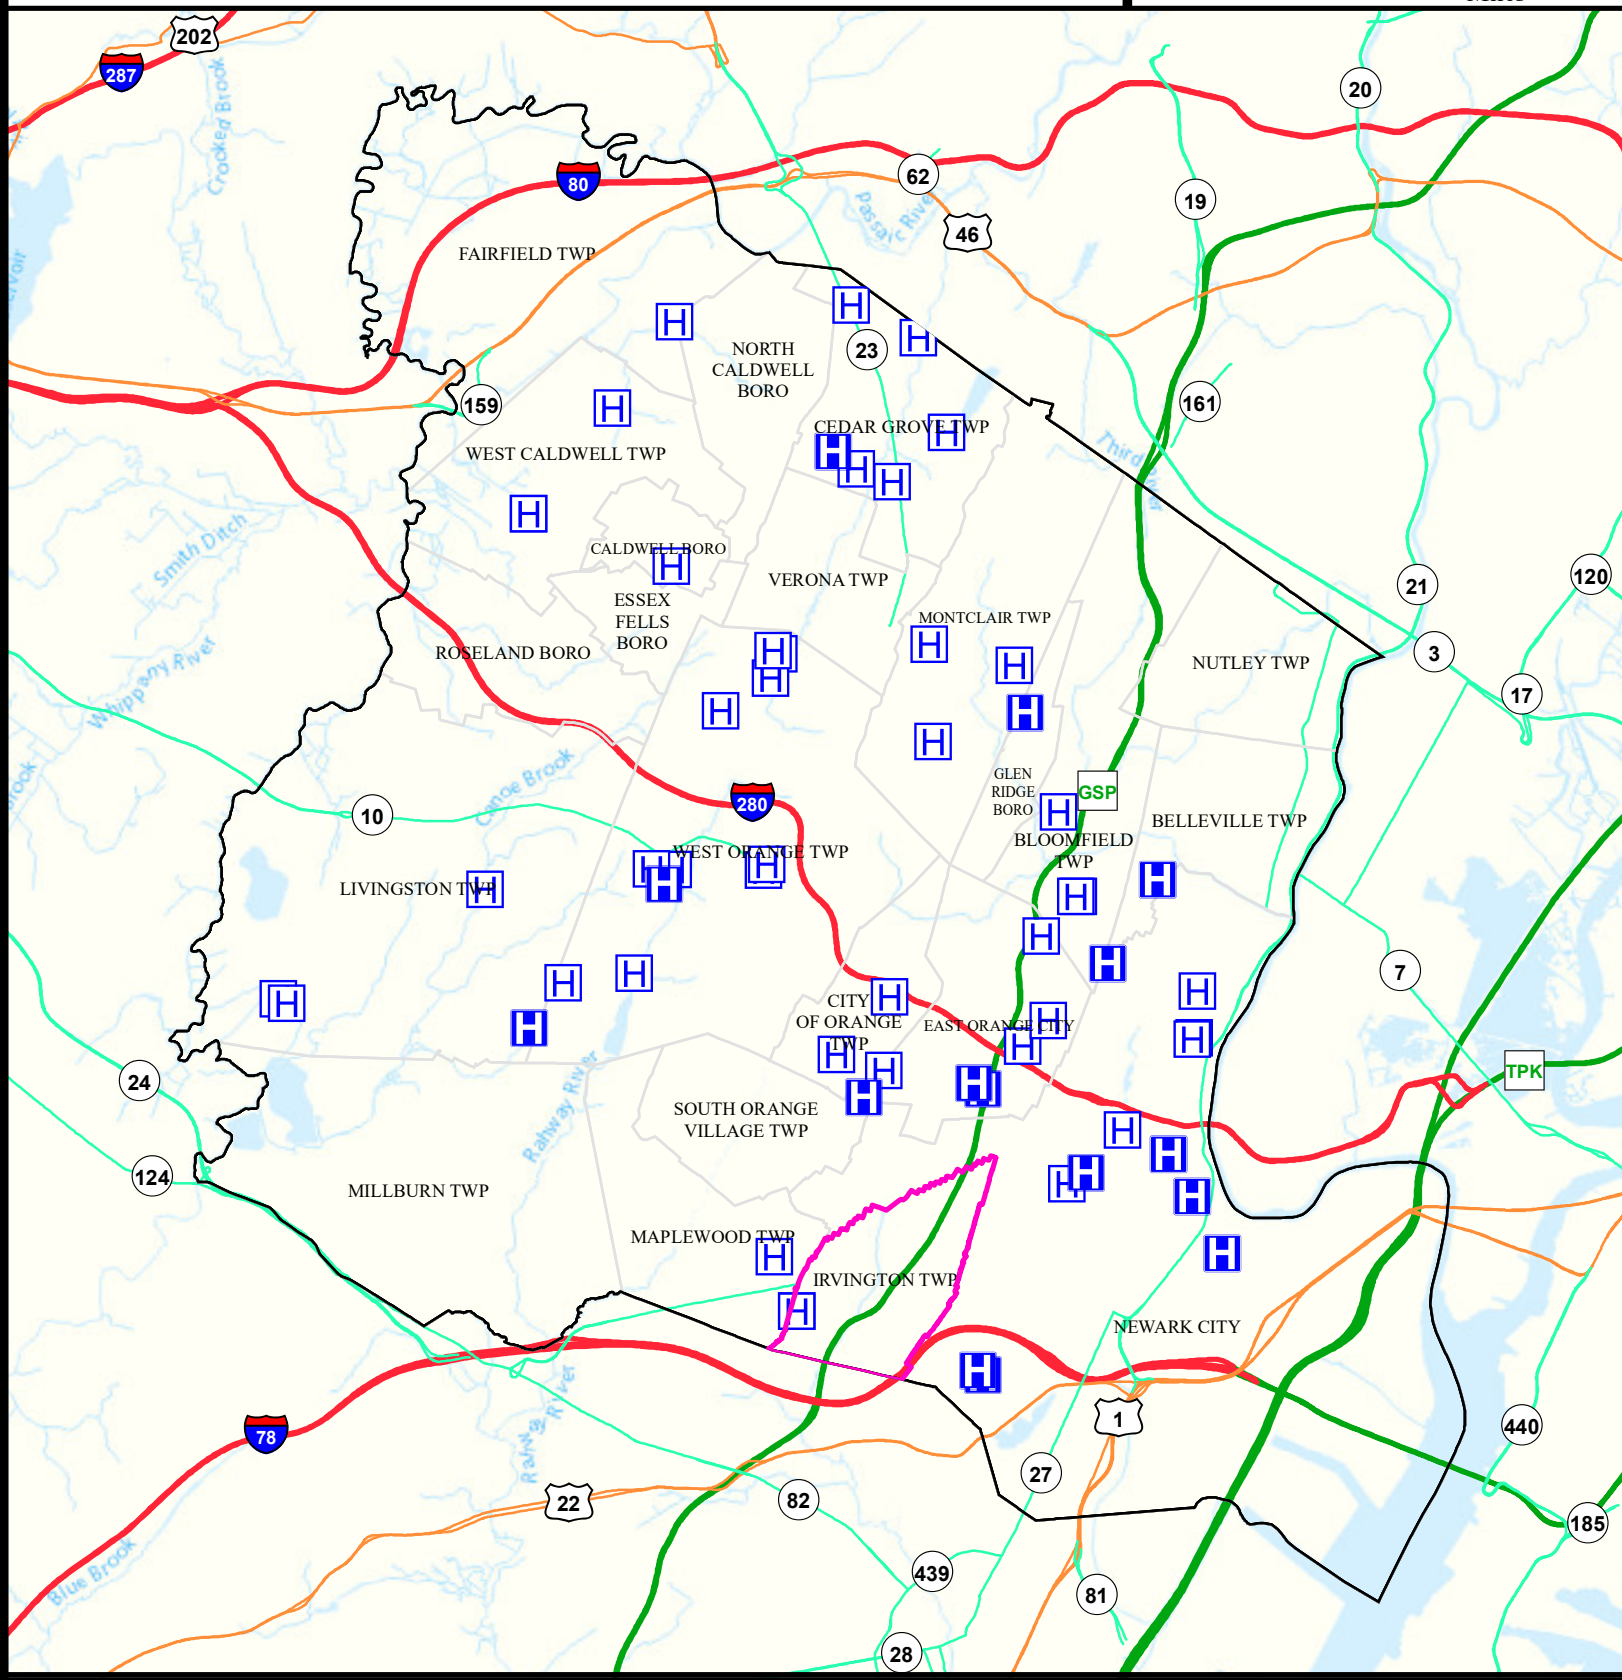 202
287
Crooked Brook
20
80
62
Passaic River
19
46
FAIRFIELD TWP
H
H
H
23
NORTH
CALDWELL
BORO
159
161
H
CEDAR GROVE TWP
H
H
WEST CALDWELL TWP
H
H
Third River
H
Smith Ditch
CALDWELL BORO
H
VERONA TWP
120
21
ESSEX
FELLS
BORO
MONTCLAIR TWP
H
H
ROSELAND BORO
H
H
NUTLEY TWP
3
Whippany River
17
H
H
H
GLEN
RIDGE
BORO
GSP
280
Brook
10
H
BELLEVILLE TWP
BLOOMFIELD
TWP
WEST ORANGE TWP
H
H
H
LIVINGSTON TWP
H
H
H
H
H
7
H
H
H
H
H
CITY
OF ORANGE
TWP
H
EAST ORANGE CITY
H
H
H
H
H
H
24
TPK
H
H
SOUTH ORANGE
VILLAGE TWP
Rahway River
H
H
124
MILLBURN TWP
H
H
H
MAPLEWOOD TWP
H
H
IRVINGTON TWP
H
NEWARK CITY
H
78
1
440
22
82
27
185
Blue Brook
439
81
28